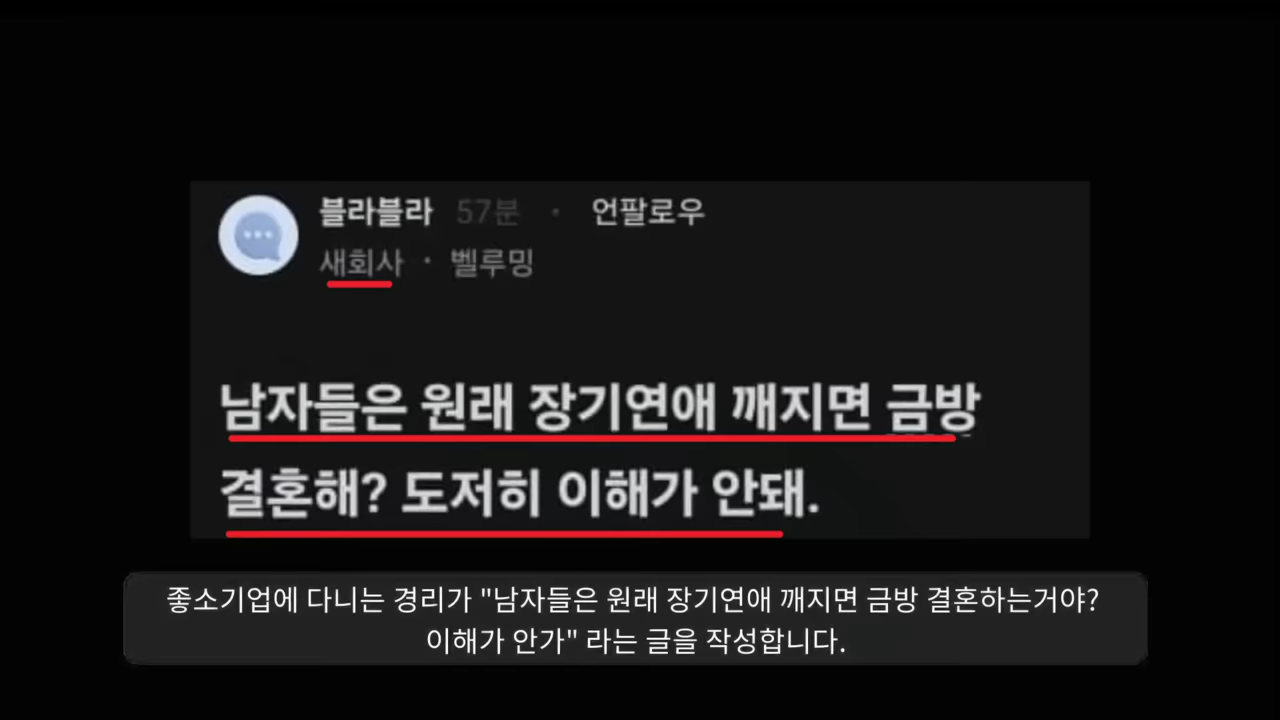 블라블라 57분 · 언팔로우
새회사 · 벨루밍
남자들은 원래 장기연애 깨지면 금방
결혼해? 도저히 이해가 안돼.
좋소기업에 다니는 경리가 "남자들은 원래 장기연애 깨지면 금방 결혼하는거야?
이해가 안가" 라는 글을 작성합니다.